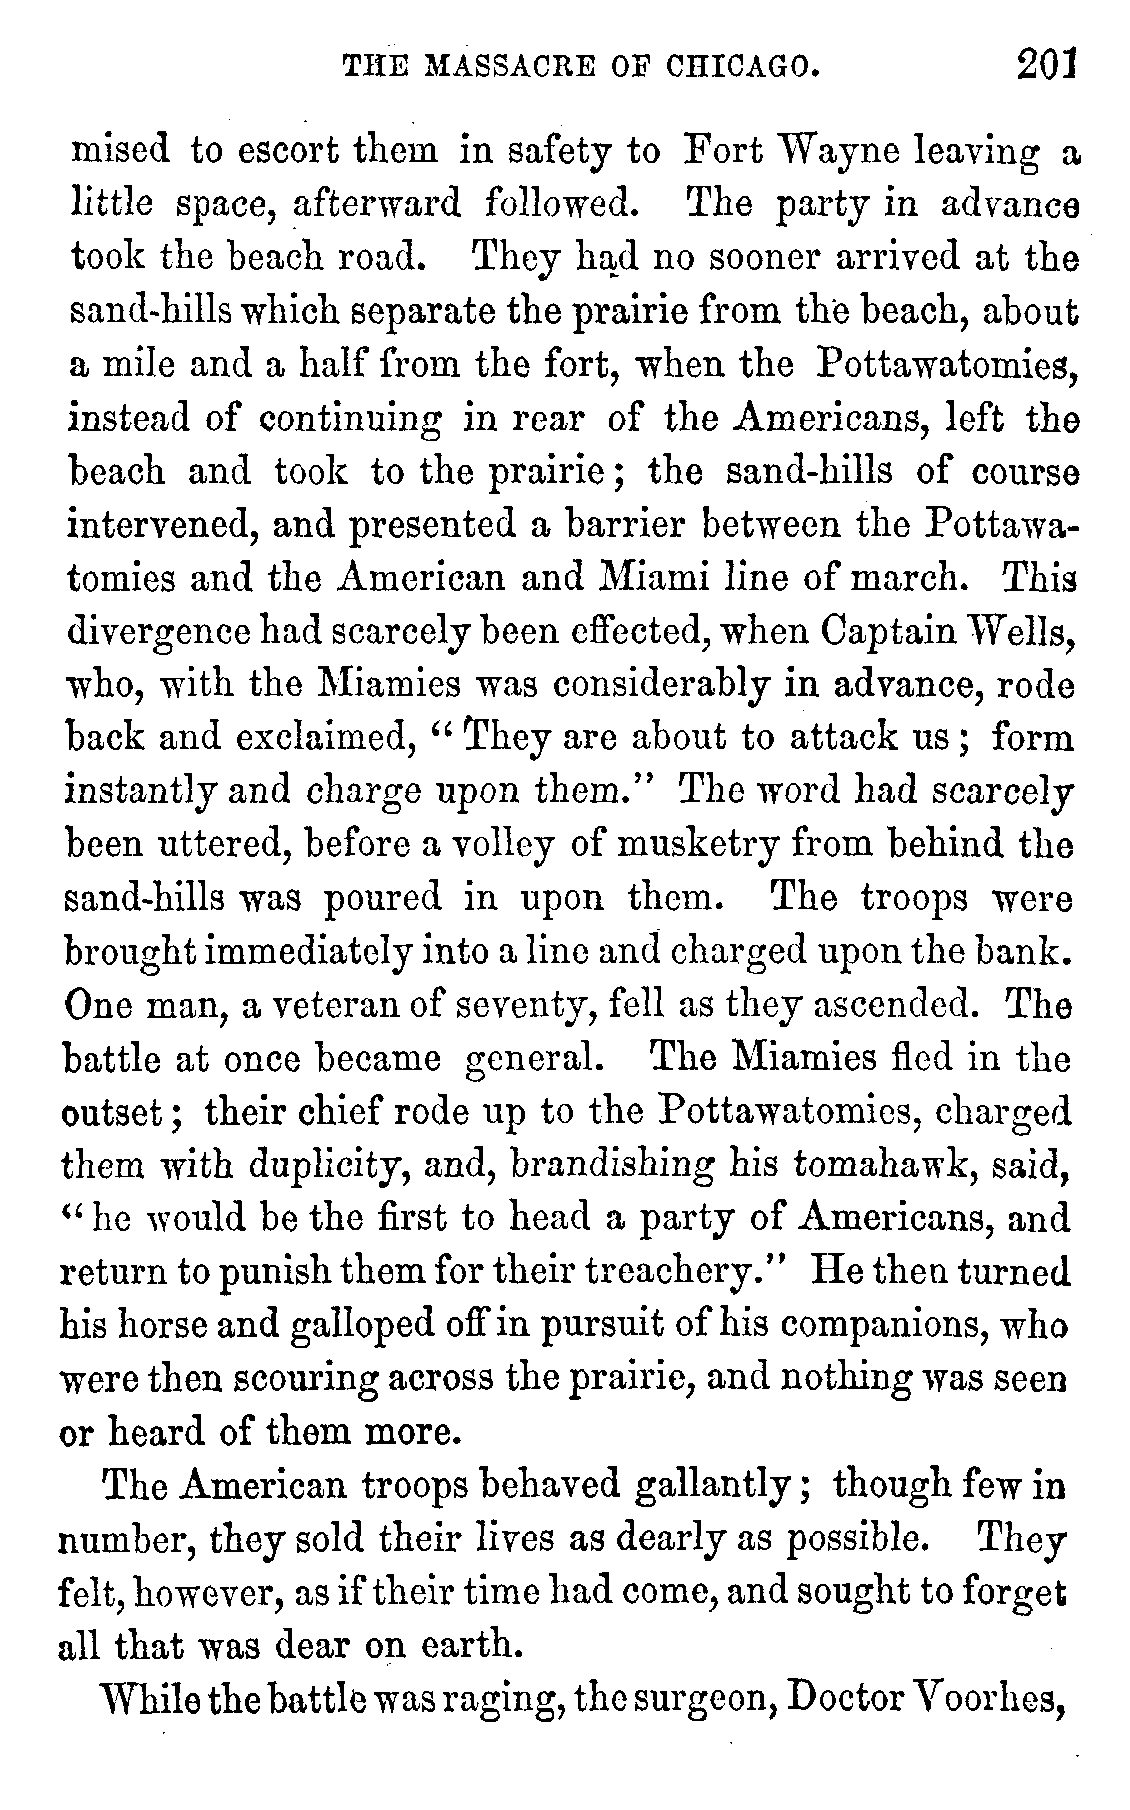 THE MASSACRE OF CHICAGO. 201
mised to escort them in safety to Fort Wayne leaving a
little space, afterward followed. The party in advance
took the beach road. They had no sooner arrived at the
sand-hills which separate the prairie from the beach, about
a mile and a half from the fort, when the Pottawatomies,
instead of continuing in rear of the Americans, left the
beach and took to the prairie; the sand-hills of course
intervened, and presented a barrier between the Pottawa-
tomies and the American and Miami line of march. This
divergence had scarcely been effected, when Captain Wells,
who, with the Miamies was considerably in advance, rode
back and exclaimed, "They are about to attack us; form
instantly and charge upon them." The word had scarcely
been uttered, before a volley of musketry from behind the
sand-hills was poured in upon them. The troops were
brought immediately into a line and charged upon the bank.
One man, a veteran of seventy, fell as they ascended. The
battle at once became general. The Miamies fled in the
outset; their chief rode up to the Pottawatomies, charged
them with duplicity, and, brandishing his tomahawk, said,
"he would be the first to head a party of Americans, and
return to punish them for their treachery." He then turned
his horse and galloped off in pursuit of his companions, who
were then scouring across the prairie, and nothing was seen
or heard of them more.
The American troops behaved gallantly; though few in
number, they sold their lives as dearly as possible. They
felt, however, as if their time had come, and sought to forget
all that was dear on earth.
While the battle was raging, the surgeon, Doctor Voorhes,